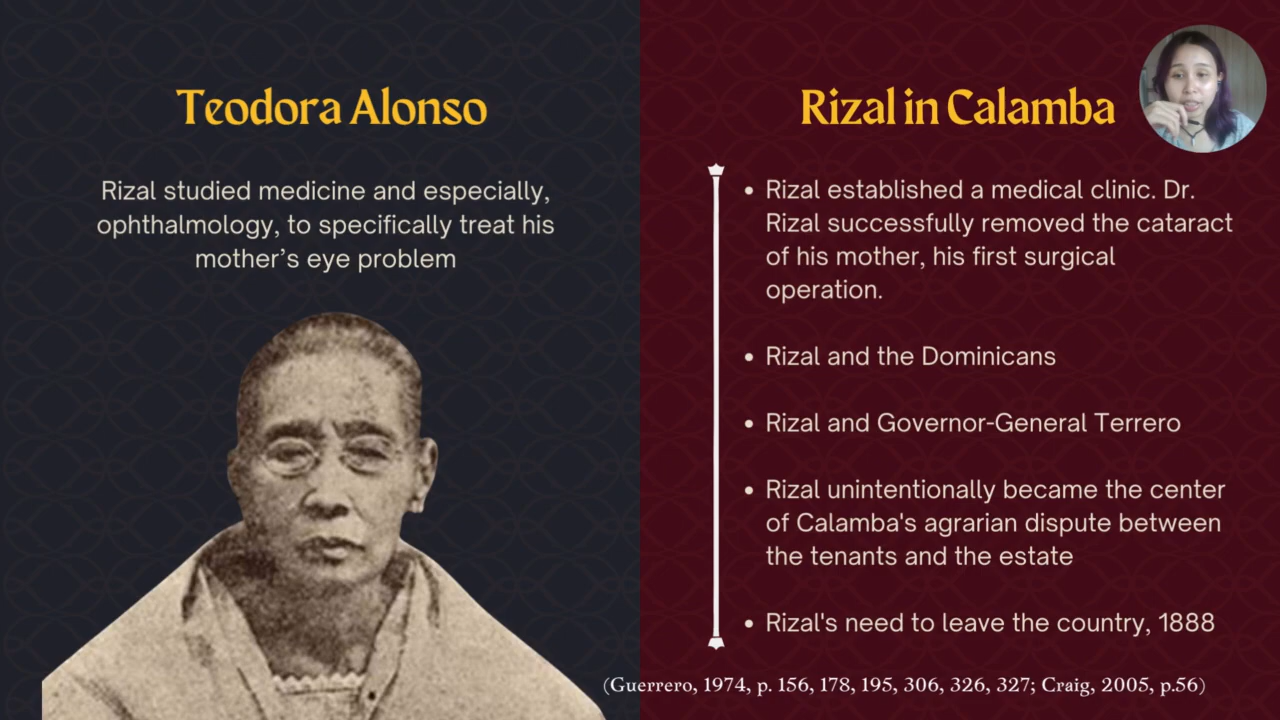 Teodora Alonso
Rizal studied medicine and especially,
ophthalmology, to specifically treat his
mother’s eye problem
Rizal in Calamba
• Rizal established a medical clinic. Dr.
Rizal successfully removed the cataract
of his mother, his first surgical
operation.
• Rizal and the Dominicans
• Rizal and Governor-General Terrero
• Rizal unintentionally became the center
of Calamba's agrarian dispute between
the tenants and the estate
• Rizal's need to leave the country, 1888
(Guerrero, 1974, p. 156, 178, 195, 306, 326, 327; Craig, 2005, p.56)